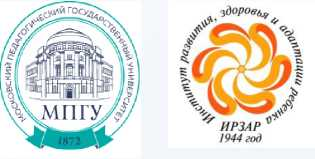 МОСКОВСКИЙ ПЕДАГОГИЧЕСКИЙ ГОСУДАРСТВЕННЫЙ УНИВЕРСИТЕТ
МПГУ
1872
Институт развития, здоровья и адаптации ребенка
ИРЗАР
1944 год